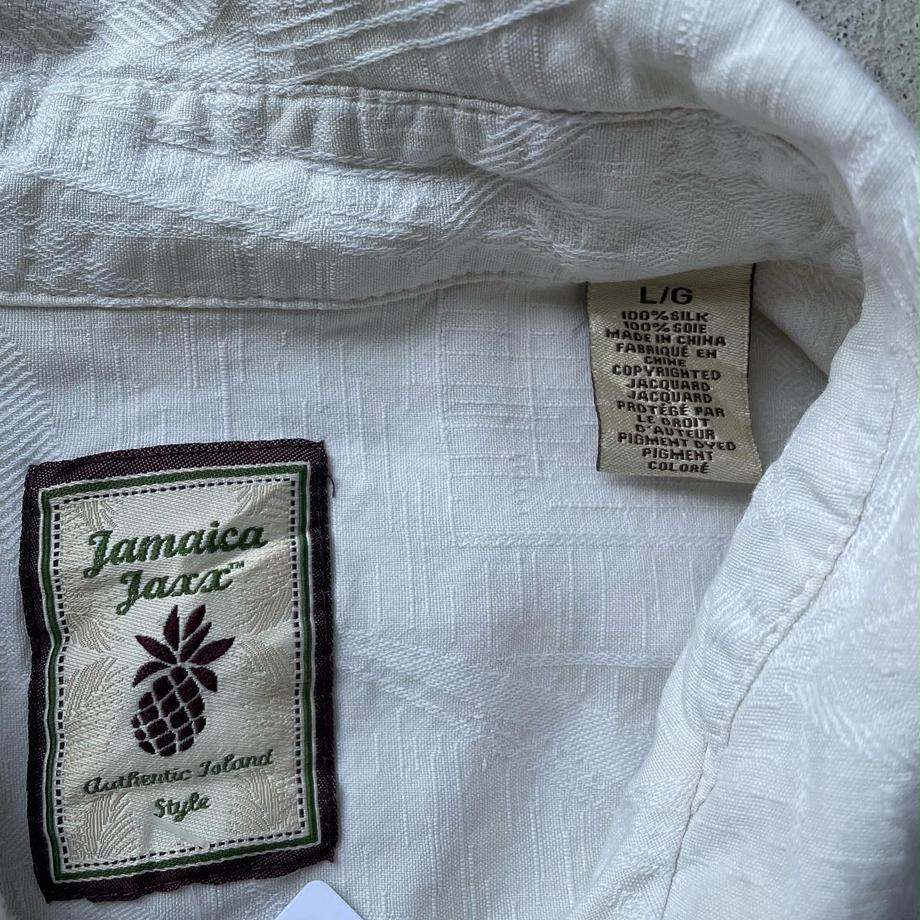 L/G
100%SILK
100%SOIE
MADE IN CHINA
FABRIQUÉ EN
CHINE
COPYRIGHTED
JACQUARD
JACQUARD
PROTÉGÉ PAR
LE DROIT
D'AUTEUR
PIGMENT DYED
PIGMENT
COLORÉ
Jamaica
Jaxx™
Authentic Island
Style